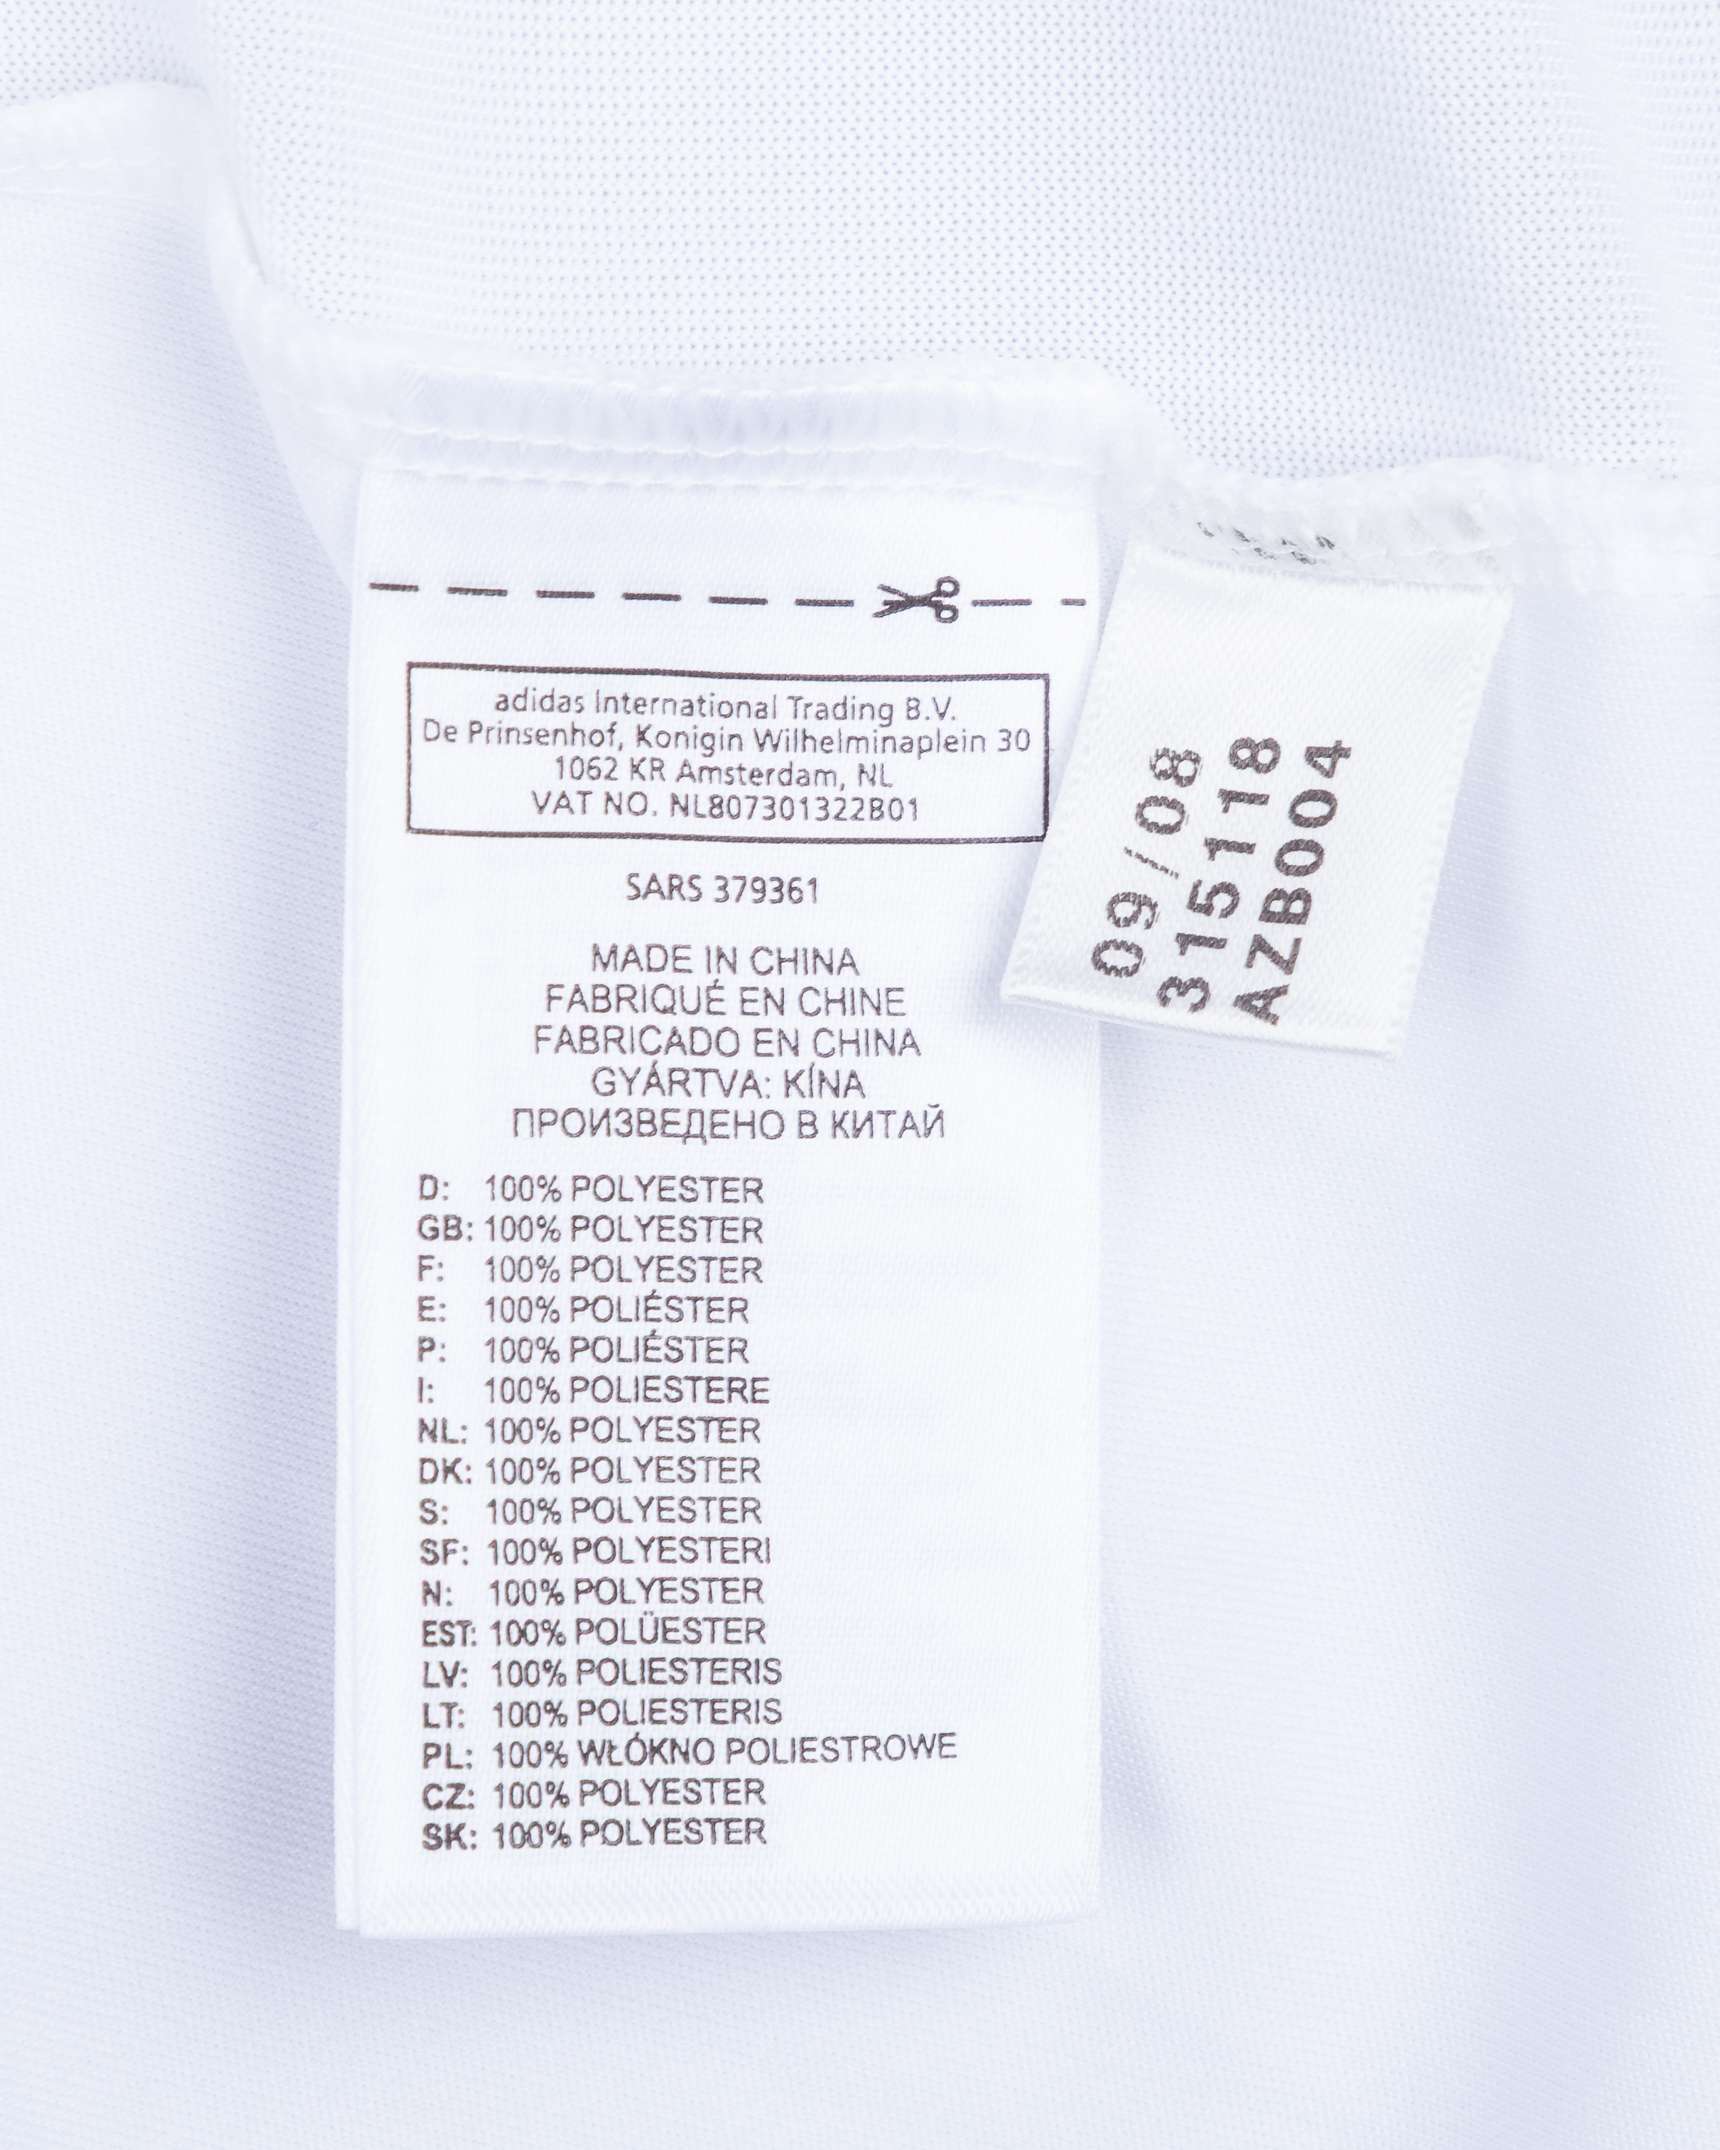 adidas International Trading B.V.
De Prinsenhof, Konigin Wilhelminaplein 30
1062 KR Amsterdam, NL
VAT NO. NL807301322B01
SARS 379361
MADE IN CHINA
FABRIQUÉ EN CHINE
FABRICADO EN CHINA
GYÁRTVA: KÍNA
ПРОИЗВЕДЕНО В КИТАЙ
D: 100% POLYESTER
GB: 100% POLYESTER
F: 100% POLYESTER
E: 100% POLIÉSTER
P: 100% POLIÉSTER
I: 100% POLIESTERE
NL: 100% POLYESTER
DK: 100% POLYESTER
S: 100% POLYESTER
SF: 100% POLYESTERI
N: 100% POLYESTER
EST: 100% POLÜESTER
LV: 100% POLIESTERIS
LT: 100% POLIESTERIS
PL: 100% WŁÓKNO POLIESTROWE
CZ: 100% POLYESTER
SK: 100% POLYESTER
09/08
315118
AZB004